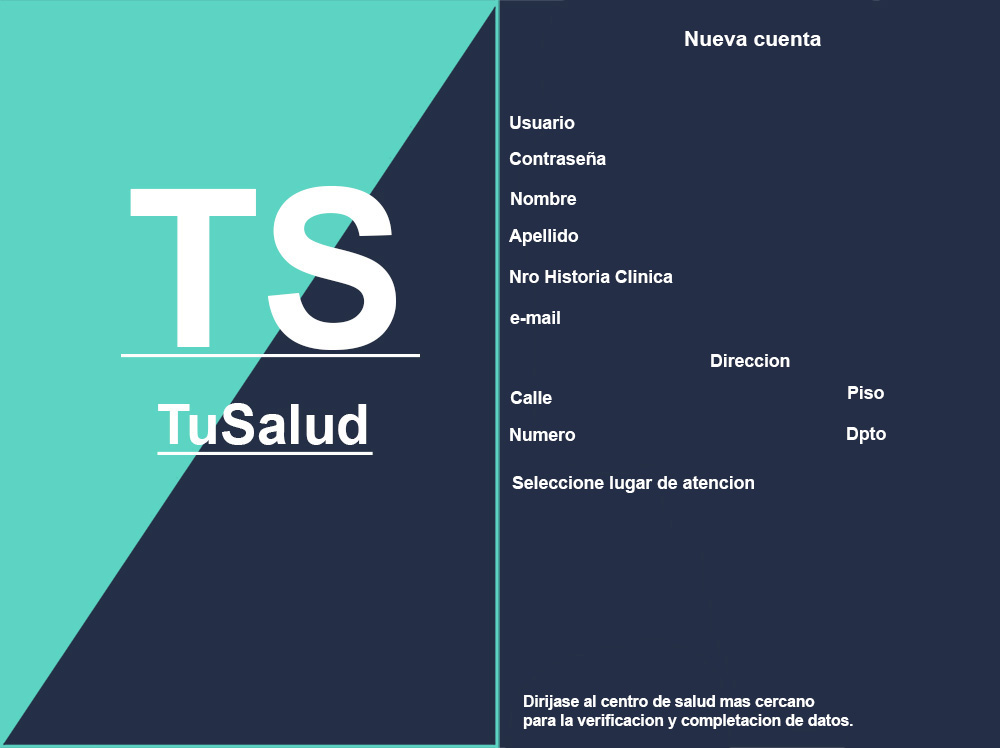 TS
TuSalud
Nueva cuenta
Usuario
Contraseña
Nombre
Apellido
Nro Historia Clinica
e-mail
Direccion
Calle
Piso
Numero
Dpto
Seleccione lugar de atencion
Dirijase al centro de salud mas cercano
para la verificacion y completacion de datos.